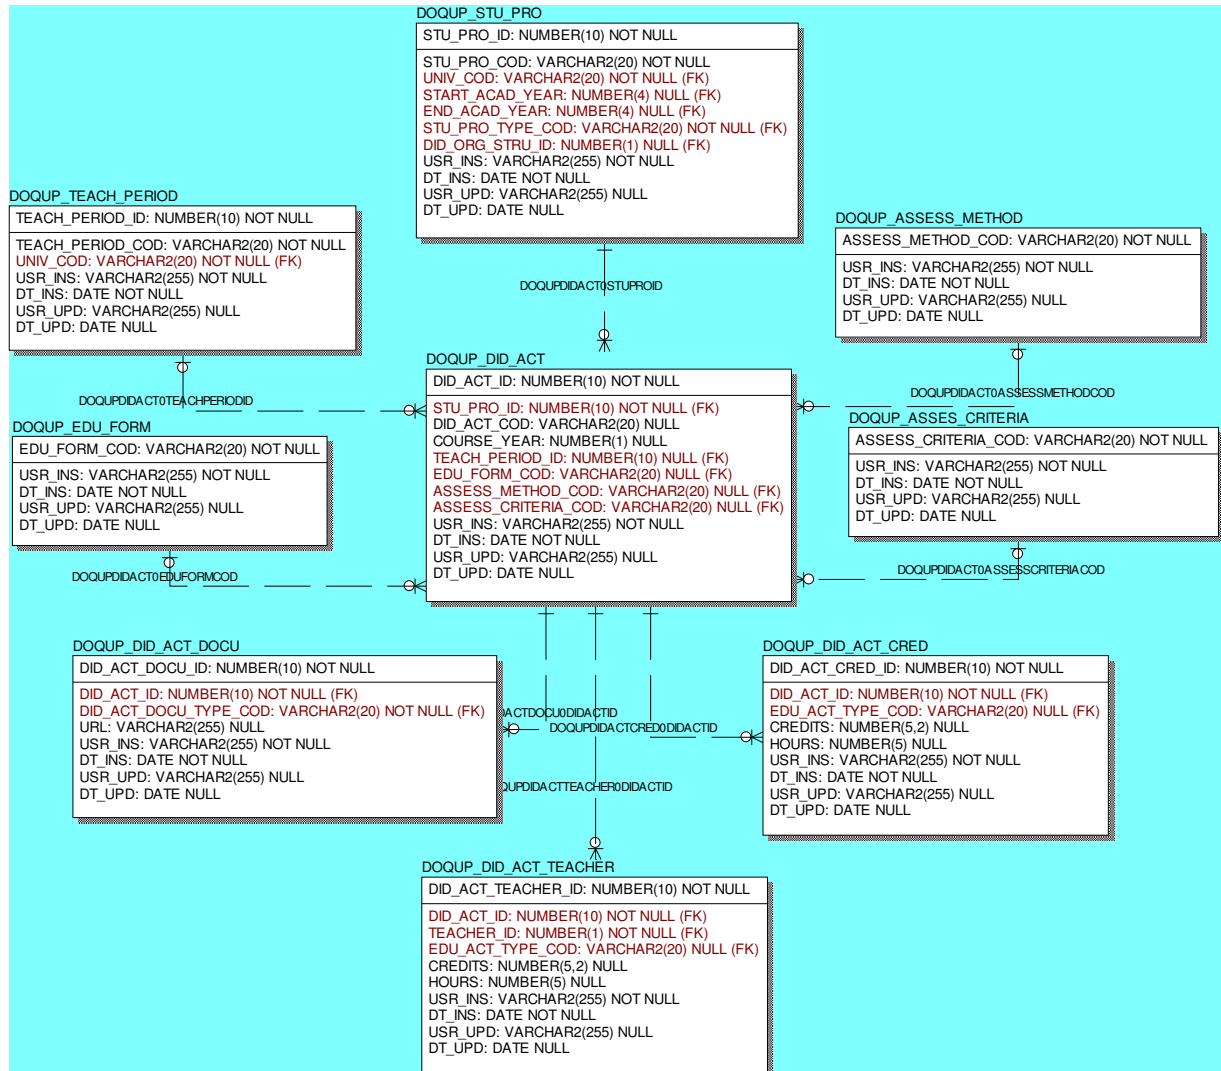 DOQUP_STU_PRO
STU_PRO_ID: NUMBER(10) NOT NULL
STU_PRO_COD: VARCHAR2(20) NOT NULL
UNIV_COD: VARCHAR2(20) NOT NULL (FK)
START_ACAD_YEAR: NUMBER(4) NULL (FK)
END_ACAD_YEAR: NUMBER(4) NULL (FK)
STU_PRO_TYPE_COD: VARCHAR2(20) NOT NULL (FK)
DID_ORG_STRU_ID: NUMBER(1) NULL (FK)
USR_INS: VARCHAR2(255) NOT NULL
DT_INS: DATE NOT NULL
USR_UPD: VARCHAR2(255) NULL
DT_UPD: DATE NULL
DOQUP_TEACH_PERIOD
TEACH_PERIOD_ID: NUMBER(10) NOT NULL
TEACH_PERIOD_COD: VARCHAR2(20) NOT NULL
UNIV_COD: VARCHAR2(20) NOT NULL (FK)
USR_INS: VARCHAR2(255) NOT NULL
DT_INS: DATE NOT NULL
USR_UPD: VARCHAR2(255) NULL
DT_UPD: DATE NULL
DOQUP_ASSESS_METHOD
ASSESS_METHOD_COD: VARCHAR2(20) NOT NULL
USR_INS: VARCHAR2(255) NOT NULL
DT_INS: DATE NOT NULL
USR_UPD: VARCHAR2(255) NULL
DT_UPD: DATE NULL
DOQUPDIDACT0STUPROID
DOQUPDIDACT0TEACHPERIODID
DOQUPDIDACT0ASSESSMETHODCOD
DOQUP_DID_ACT
DID_ACT_ID: NUMBER(10) NOT NULL
STU_PRO_ID: NUMBER(10) NOT NULL (FK)
DID_ACT_COD: VARCHAR2(20) NULL
COURSE_YEAR: NUMBER(1) NULL
TEACH_PERIOD_ID: NUMBER(10) NULL (FK)
EDU_FORM_COD: VARCHAR2(20) NULL (FK)
ASSESS_METHOD_COD: VARCHAR2(20) NULL (FK)
ASSESS_CRITERIA_COD: VARCHAR2(20) NULL (FK)
USR_INS: VARCHAR2(255) NOT NULL
DT_INS: DATE NOT NULL
USR_UPD: VARCHAR2(255) NULL
DT_UPD: DATE NULL
DOQUP_EDU_FORM
EDU_FORM_COD: VARCHAR2(20) NOT NULL
USR_INS: VARCHAR2(255) NOT NULL
DT_INS: DATE NOT NULL
USR_UPD: VARCHAR2(255) NULL
DT_UPD: DATE NULL
DOQUP_ASSES_CRITERIA
ASSESS_CRITERIA_COD: VARCHAR2(20) NOT NULL
USR_INS: VARCHAR2(255) NOT NULL
DT_INS: DATE NOT NULL
USR_UPD: VARCHAR2(255) NULL
DT_UPD: DATE NULL
DOQUPDIDACT0EDUFORMCOD
DOQUPDIDACT0ASSESSCRITERIACOD
DOQUP_DID_ACT_DOCU
DID_ACT_DOCU_ID: NUMBER(10) NOT NULL
DID_ACT_ID: NUMBER(10) NOT NULL (FK)
DID_ACT_DOCU_TYPE_COD: VARCHAR2(20) NOT NULL (FK)
URL: VARCHAR2(255) NULL
USR_INS: VARCHAR2(255) NOT NULL
DT_INS: DATE NOT NULL
USR_UPD: VARCHAR2(255) NULL
DT_UPD: DATE NULL
ACTDOCU0DIDACTID
DOQUPDIDACTCRED0DIDACTID
QUPDIDACTTEACHER0DIDACTID
DOQUP_DID_ACT_CRED
DID_ACT_CRED_ID: NUMBER(10) NOT NULL
DID_ACT_ID: NUMBER(10) NOT NULL (FK)
EDU_ACT_TYPE_COD: VARCHAR2(20) NULL (FK)
CREDITS: NUMBER(5,2) NULL
HOURS: NUMBER(5) NULL
USR_INS: VARCHAR2(255) NOT NULL
DT_INS: DATE NOT NULL
USR_UPD: VARCHAR2(255) NULL
DT_UPD: DATE NULL
DOQUP_DID_ACT_TEACHER
DID_ACT_TEACHER_ID: NUMBER(10) NOT NULL
DID_ACT_ID: NUMBER(10) NOT NULL (FK)
TEACHER_ID: NUMBER(1) NOT NULL (FK)
EDU_ACT_TYPE_COD: VARCHAR2(20) NULL (FK)
CREDITS: NUMBER(5,2) NULL
HOURS: NUMBER(5) NULL
USR_INS: VARCHAR2(255) NOT NULL
DT_INS: DATE NOT NULL
USR_UPD: VARCHAR2(255) NULL
DT_UPD: DATE NULL